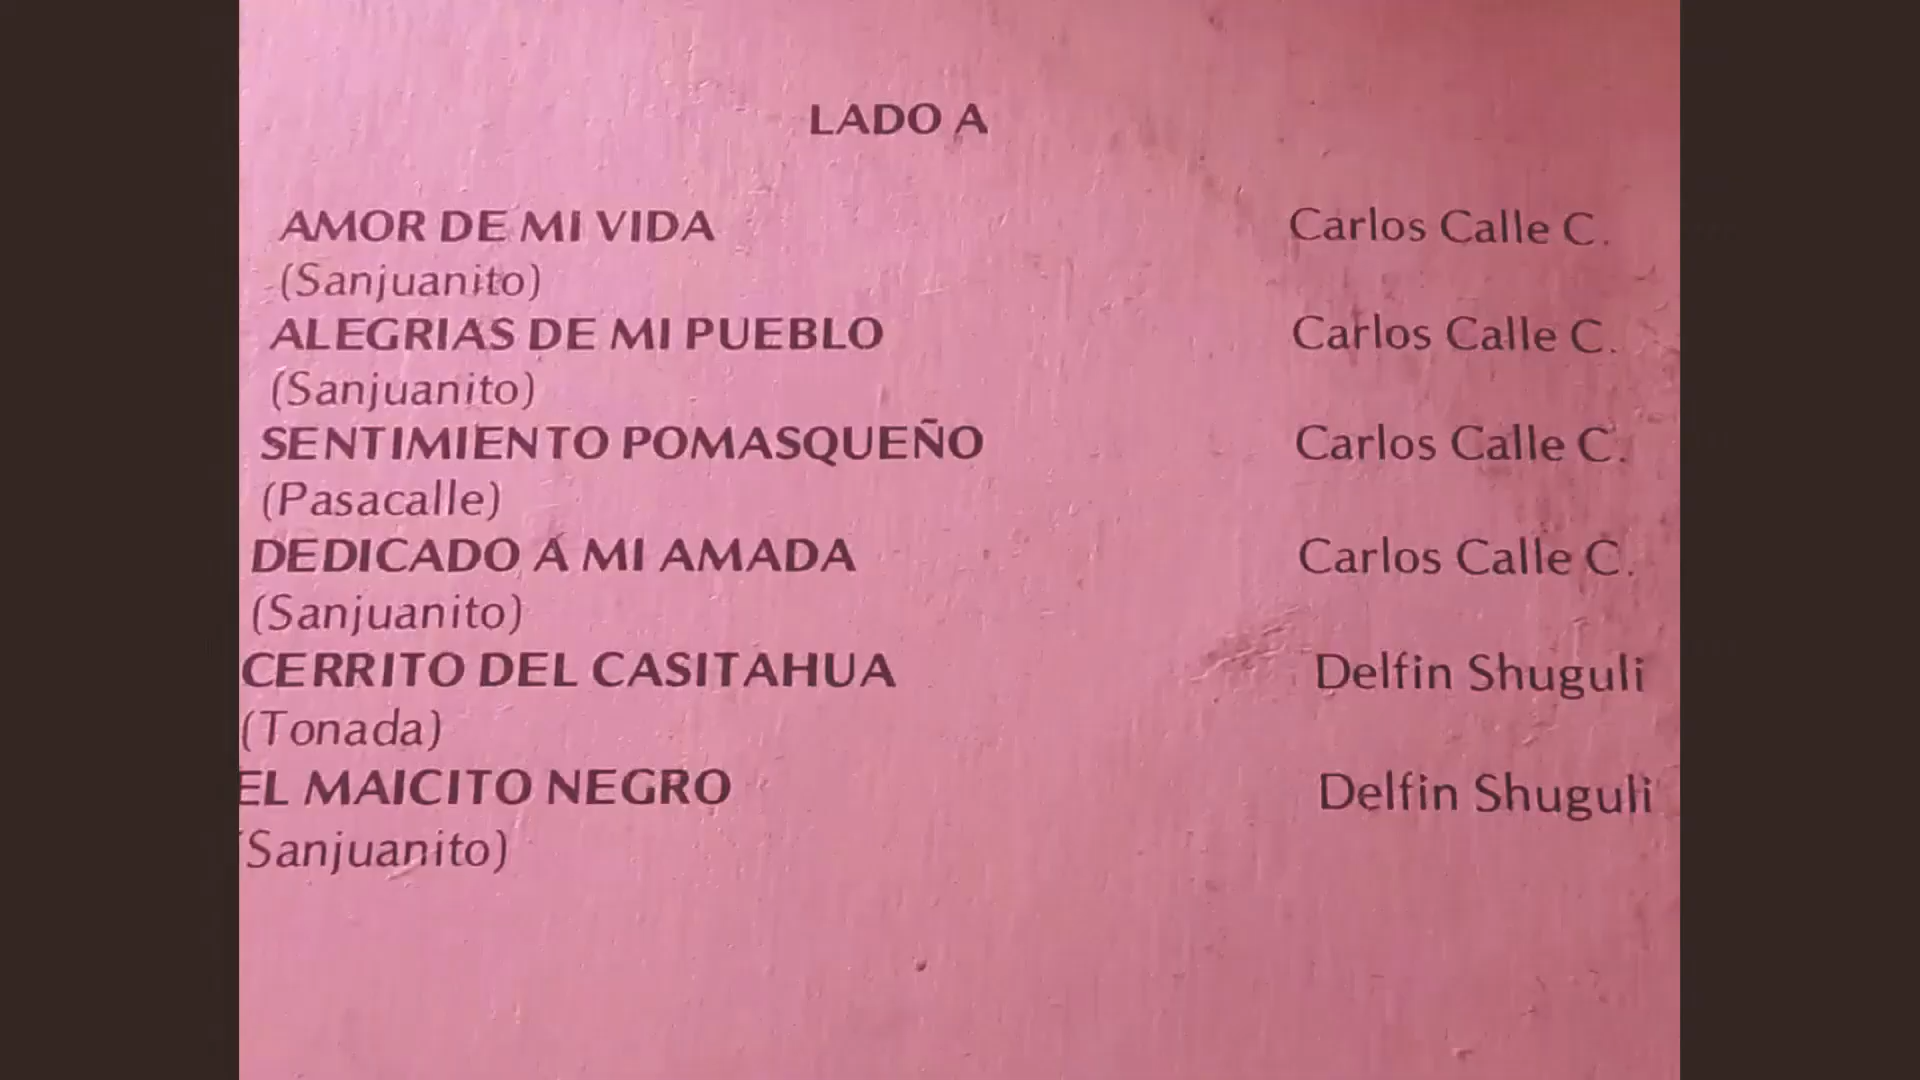 LADO A
AMOR DE MI VIDA Carlos Calle C.
(Sanjuanito)
ALEGRIAS DE MI PUEBLO Carlos Calle C.
(Sanjuanito)
SENTIMIENTO POMASQUEÑO Carlos Calle C.
(Pasacalle)
DEDICADO A MI AMADA Carlos Calle C.
(Sanjuanito)
CERRITO DEL CASITAHUA Delfin Shuguli
(Tonada)
EL MAICITO NEGRO Delfin Shuguli
(Sanjuanito)